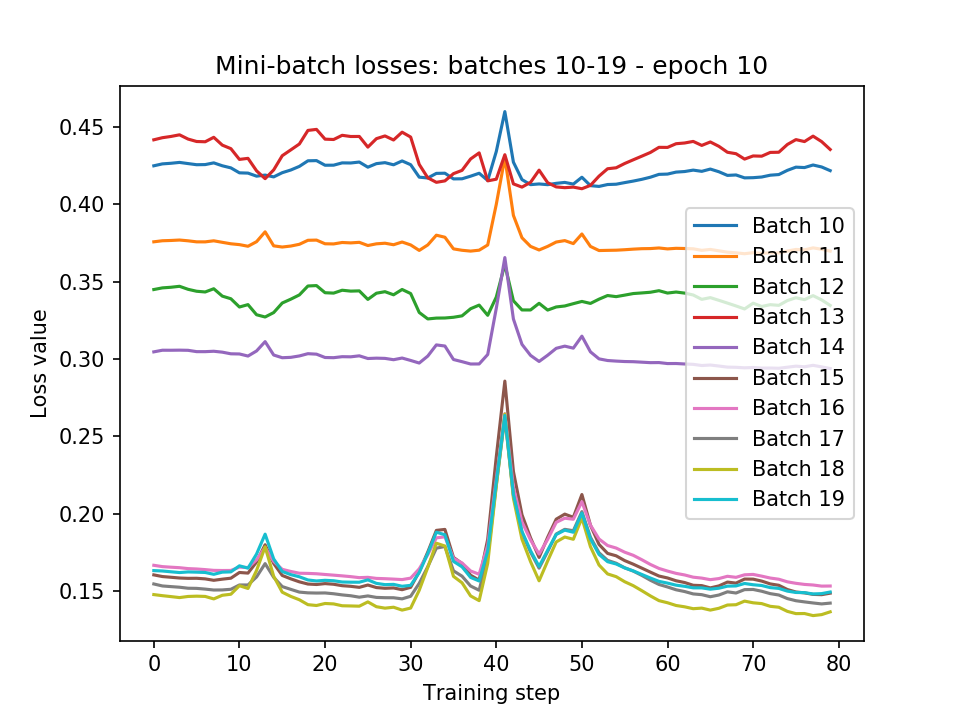 Mini-batch losses: batches 10-19 - epoch 10
Loss value
0.45
0.40
0.35
0.30
0.25
0.20
0.15
Batch 10
Batch 11
Batch 12
Batch 13
Batch 14
Batch 15
Batch 16
Batch 17
Batch 18
Batch 19
0 10 20 30 40 50 60 70 80
Training step